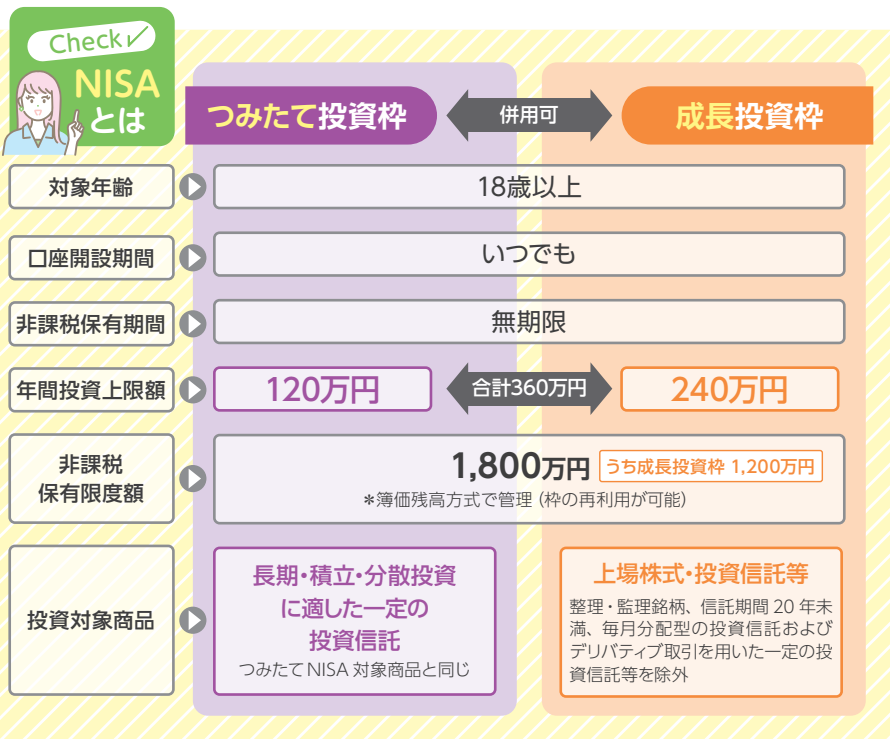 Check
NISA
とは
つみたて投資枠
併用可
成長投資枠
対象年齢
18歳以上
口座開設期間
いつでも
非課税保有期間
無期限
年間投資上限額
120万円
合計360万円
240万円
非課税
保有限度額
1,800万円 うち成長投資枠 1,200万円
＊簿価残高方式で管理（枠の再利用が可能）
投資対象商品
長期・積立・分散投資
に適した一定の
投資信託
つみたてNISA 対象商品と同じ
上場株式・投資信託等
整理・監理銘柄、信託期間 20 年未
満、毎月分配型の投資信託および
デリバティブ取引を用いた一定の投
資信託等を除外